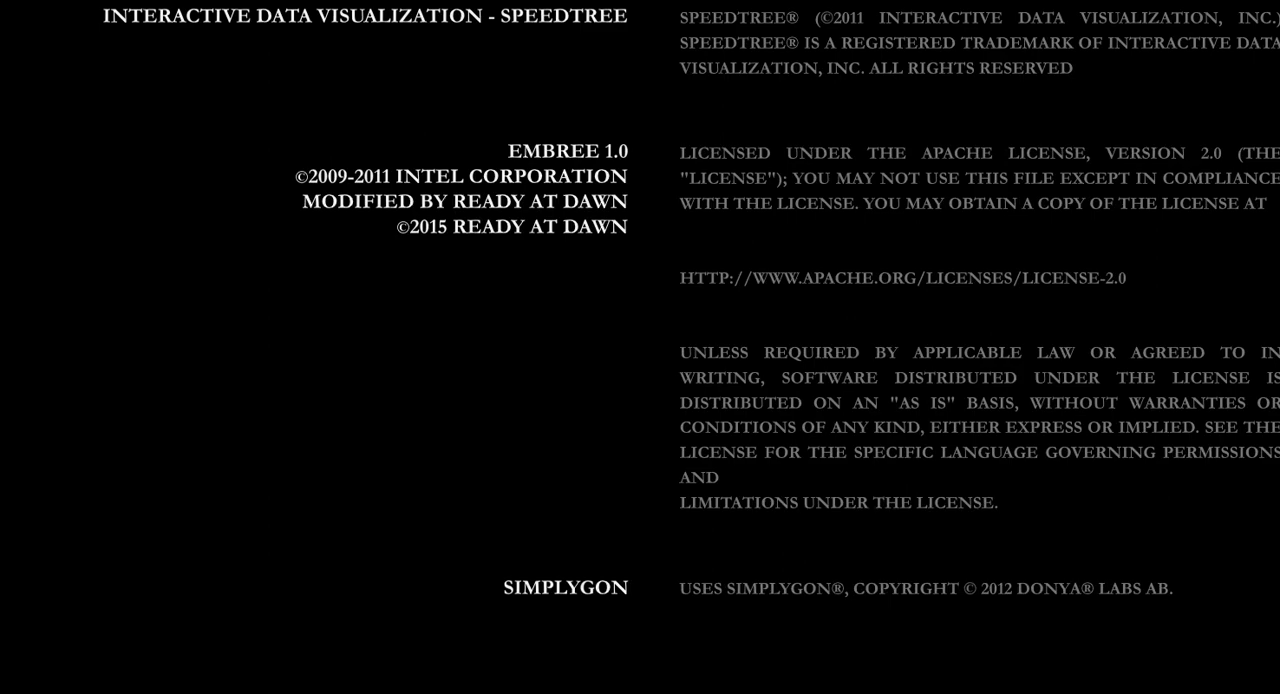 INTERACTIVE DATA VISUALIZATION - SPEEDTREE
SPEEDTREE® (©2011 INTERACTIVE DATA VISUALIZATION, INC.)
SPEEDTREE® IS A REGISTERED TRADEMARK OF INTERACTIVE DATA
VISUALIZATION, INC. ALL RIGHTS RESERVED
EMBREE 1.0
©2009-2011 INTEL CORPORATION
MODIFIED BY READY AT DAWN
©2015 READY AT DAWN
LICENSED UNDER THE APACHE LICENSE, VERSION 2.0 (THE
"LICENSE"); YOU MAY NOT USE THIS FILE EXCEPT IN COMPLIANCE
WITH THE LICENSE. YOU MAY OBTAIN A COPY OF THE LICENSE AT
HTTP://WWW.APACHE.ORG/LICENSES/LICENSE-2.0
UNLESS REQUIRED BY APPLICABLE LAW OR AGREED TO IN
WRITING, SOFTWARE DISTRIBUTED UNDER THE LICENSE IS
DISTRIBUTED ON AN "AS IS" BASIS, WITHOUT WARRANTIES OR
CONDITIONS OF ANY KIND, EITHER EXPRESS OR IMPLIED. SEE THE
LICENSE FOR THE SPECIFIC LANGUAGE GOVERNING PERMISSIONS
AND
LIMITATIONS UNDER THE LICENSE.
SIMPLYGON
USES SIMPLYGON®, COPYRIGHT © 2012 DONYA® LABS AB.